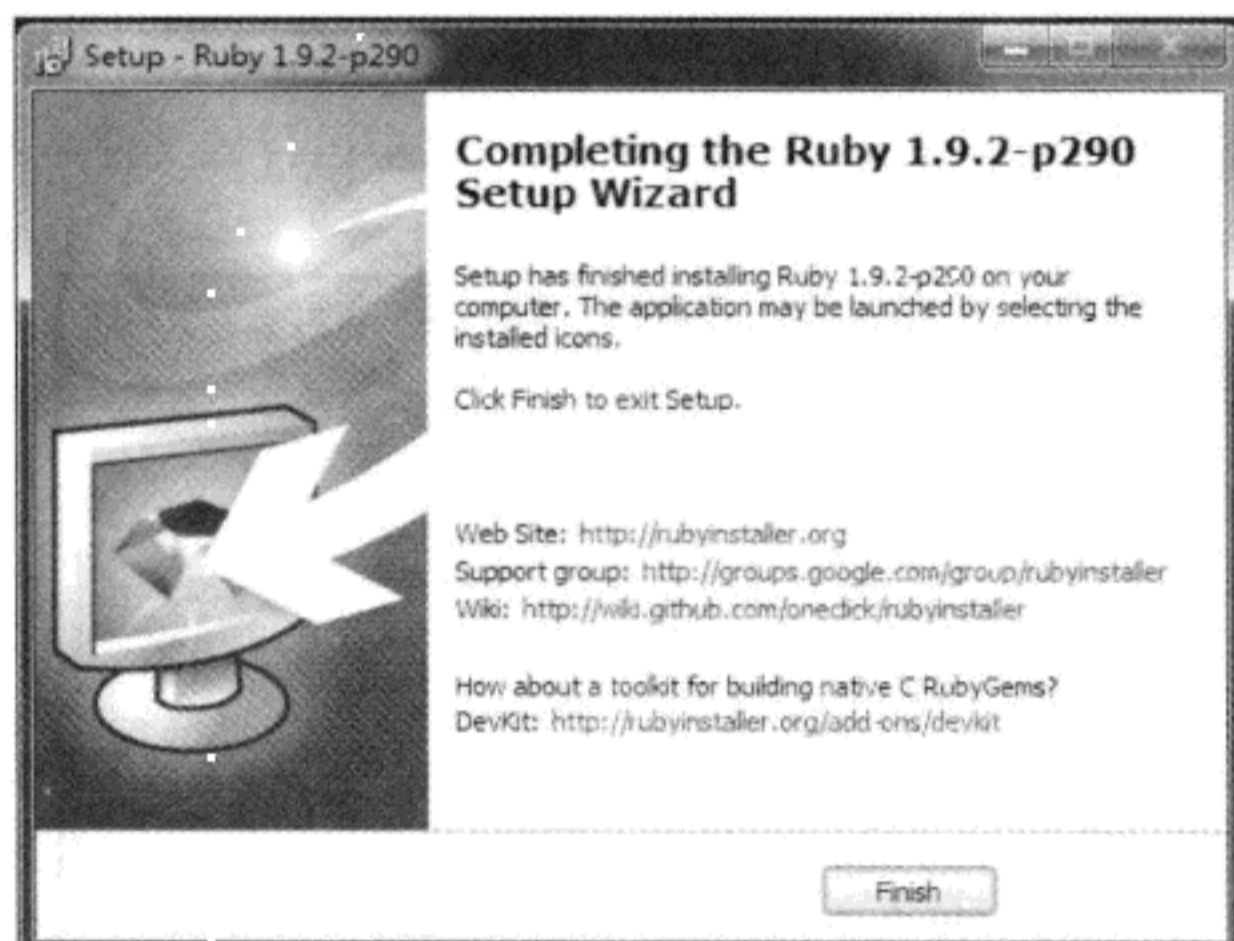 Setup - Ruby 1.9.2-p290
Completing the Ruby 1.9.2-p290
Setup Wizard
Setup has finished installing Ruby 1.9.2-p290 on your
computer. The application may be launched by selecting the
installed icons.
Click Finish to exit Setup.
Web Site: http://rubyinstaller.org
Support group: http://groups.google.com/group/rubyinstaller
Wiki: http://wiki.github.com/oneclick/rubyinstaller
How about a toolkit for building native C RubyGems?
DevKit: http://rubyinstaller.org/add-ons/devkit
Finish